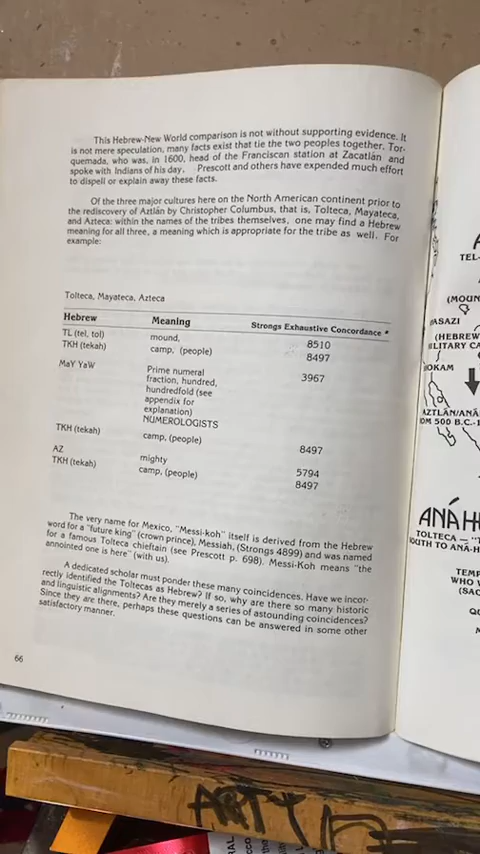 This Hebrew-New World comparison is not without supporting evidence. It
is not mere speculation, many facts exist that tie the two peoples together. Tor-
quemada, who was, in 1600, head of the Franciscan station at Zacatlán and
spoke with Indians of his day. Prescott and others have expended much effort
to dispell or explain away these facts.
Of the three major cultures here on the North American continent prior to
the rediscovery of Aztlán by Christopher Columbus, that is, Tolteca, Mayateca,
and Azteca: within the names of the tribes themselves, one may find a Hebrew
meaning for all three, a meaning which is appropriate for the tribe as well. For
example:
Tolteca, Mayateca, Azteca
Hebrew Meaning Strongs Exhaustive Concordance *
TL (tel, tol) mound, 8510
TKH (tekah) camp, (people) 8497
MaY YaW Prime numeral 3967
fraction, hundred,
hundredfold (see
appendix for
explanation)
NUMEROLOGISTS
TKH (tekah) camp, (people) 8497
AZ mighty 5794
TKH (tekah) camp, (people) 8497
The very name for Mexico, "Messi-koh" itself is derived from the Hebrew
word for a "future king" (crown prince), Messiah, (Strongs 4899) and was named
for a famous Tolteca chieftain (see Prescott p. 698). Messi-Koh means "the
annointed one is here" (with us).
A dedicated scholar must ponder these many coincidences. Have we incor-
rectly identified the Toltecas as Hebrew? If so, why are there so many historic
and linguistic alignments? Are they merely a series of astounding coincidences?
Since they are there, perhaps these questions can be answered in some other
satisfactory manner.
66
A
TEL-
(MOUN
ASAZI
(HEBREW
ILITARY CA
OKAM
AZTLÁN/ANÁ
OM 500 B.C.-1
ANÁH
TOLTECA — "T
OUTH TO ANÁ-H
TEMP
WHO W
(SAC
QU
ARTY